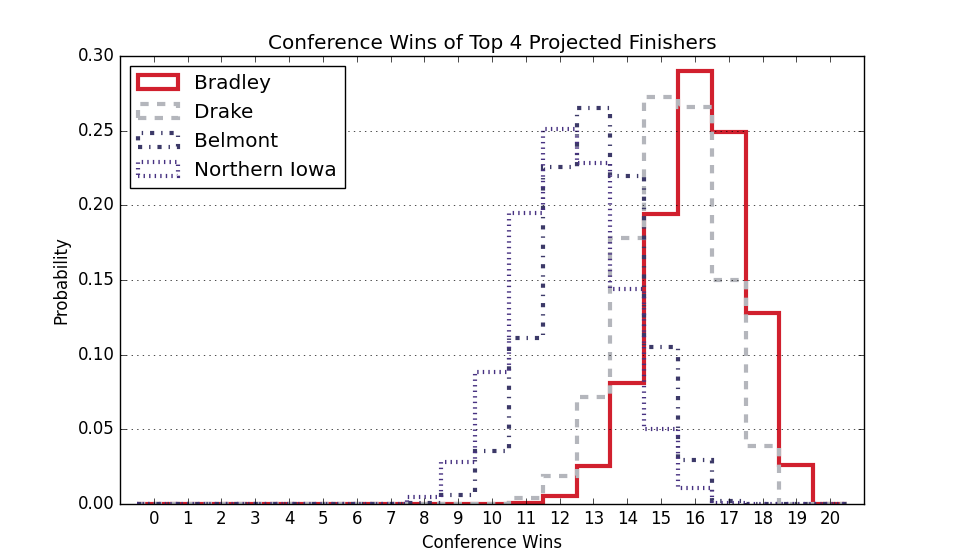 Conference Wins of Top 4 Projected Finishers
0.30
0.25
0.20
0.15
0.10
0.05
0.00
Probability
Bradley
Drake
Belmont
Northern Iowa
0 1 2 3 4 5 6 7 8 9 10 11 12 13 14 15 16 17 18 19 20
Conference Wins